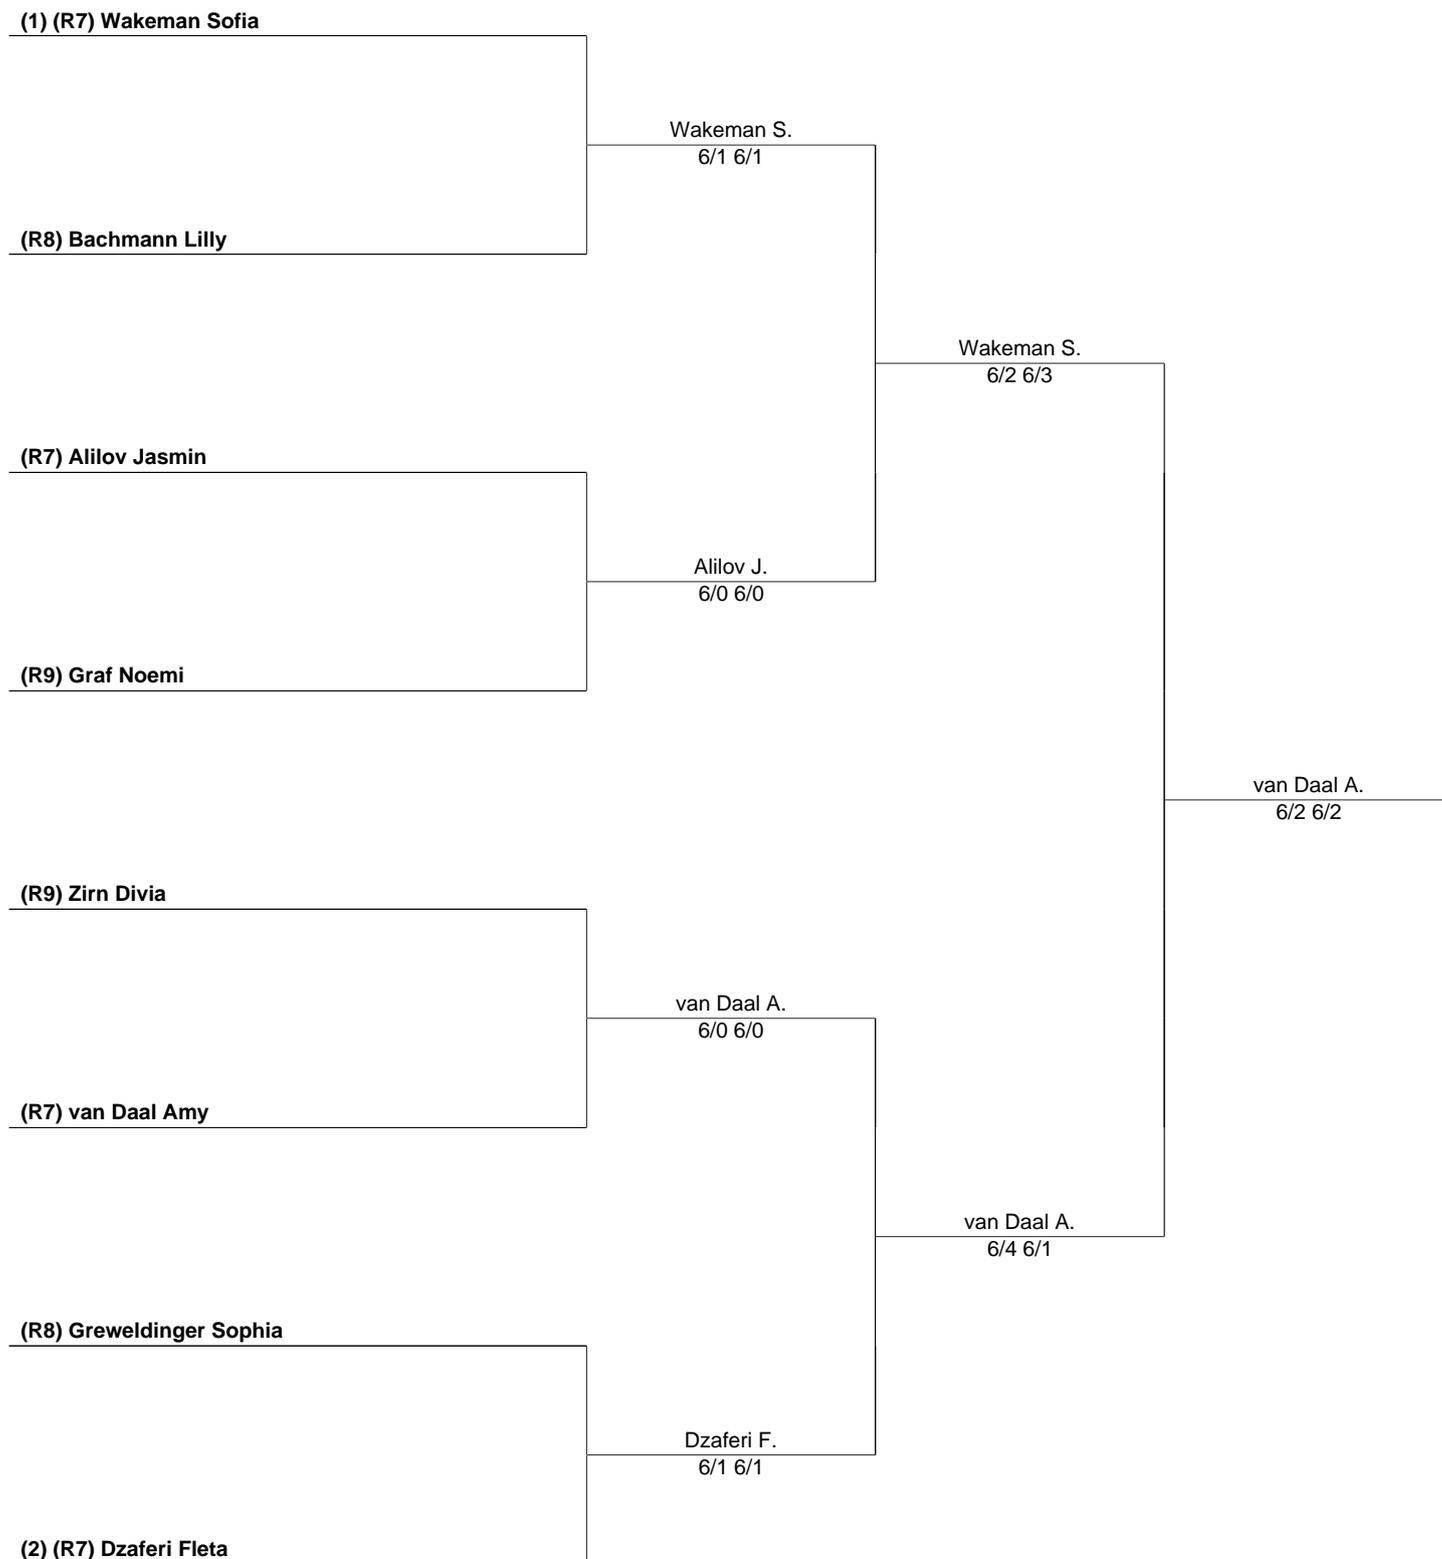 (1) (R7) Wakeman Sofia
Wakeman S.
6/1 6/1
(R8) Bachmann Lilly
Wakeman S.
6/2 6/3
(R7) Alilov Jasmin
Alilov J.
6/0 6/0
(R9) Graf Noemi
van Daal A.
6/2 6/2
(R9) Zirn Divia
van Daal A.
6/0 6/0
(R7) van Daal Amy
van Daal A.
6/4 6/1
(R8) Greweldinger Sophia
Dzaferi F.
6/1 6/1
(2) (R7) Dzaferi Fleta